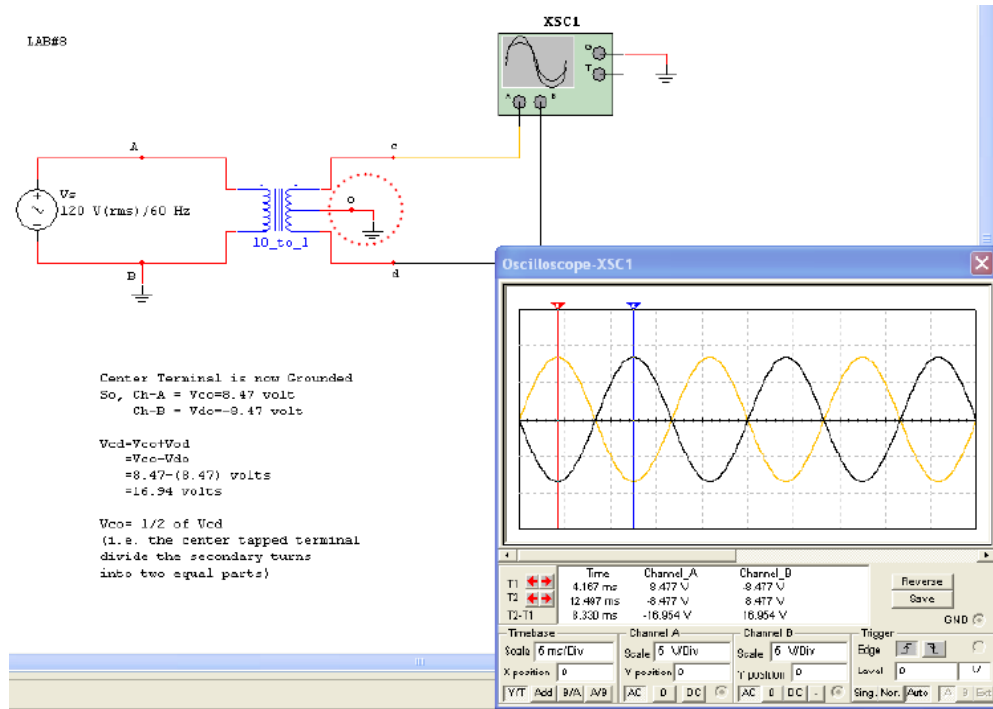 XSC1
LAB#8
G
T
A B
A
c
Vs
120 V(rms)/60 Hz
o
10_to_1
B
d
Oscilloscope-XSC1
Center Terminal is now Grounded
So, Ch-A = Vco=8.47 volt
Ch-B = Vdo=-8.47 volt
Vcd=Vco+Vod
=Vco-Vdo
=8.47-(8.47) volts
=16.94 volts
Vco= 1/2 of Vcd
(i.e. the center tapped terminal
divide the secondary turns
into two equal parts)
Time Channel_A Channel_B
T1 4.167 ms 8.477 V -8.477 V
T2 12.497 ms -8.477 V 8.477 V
T2-T1 8.330 ms -16.954 V 16.954 V
Reverse
Save
GND
Timebase
Scale 5 ms/Div
X position 0
Y/T Add B/A A/B
Channel A
Scale 5 V/Div
Y position 0
AC 0 DC
Channel B
Scale 5 V/Div
Y position 0
AC 0 DC -
Trigger
Edge
Level 0 V
Sing. Nor. Auto A B Ext